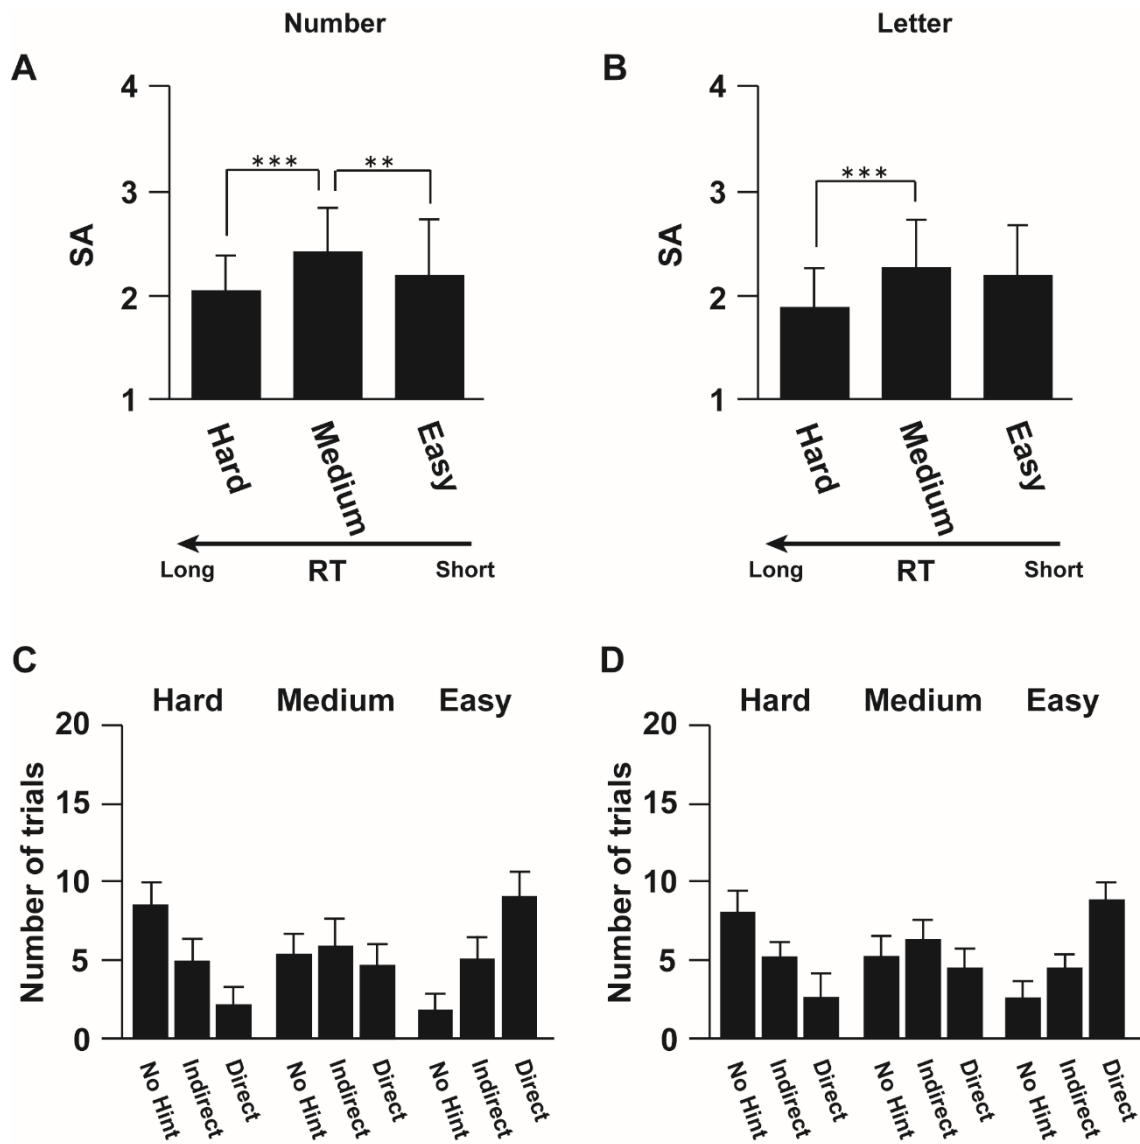 Number
Letter
A
B
4
3
2
1
SA
***
**
Hard
Medium
Easy
Long
RT
Short
4
3
2
1
SA
***
Hard
Medium
Easy
Long
RT
Short
C
D
Hard Medium Easy
20
15
10
5
0
Number of trials
No Hint
Indirect
Direct
No Hint
Indirect
Direct
No Hint
Indirect
Direct
Hard Medium Easy
20
15
10
5
0
Number of trials
No Hint
Indirect
Direct
No Hint
Indirect
Direct
No Hint
Indirect
Direct